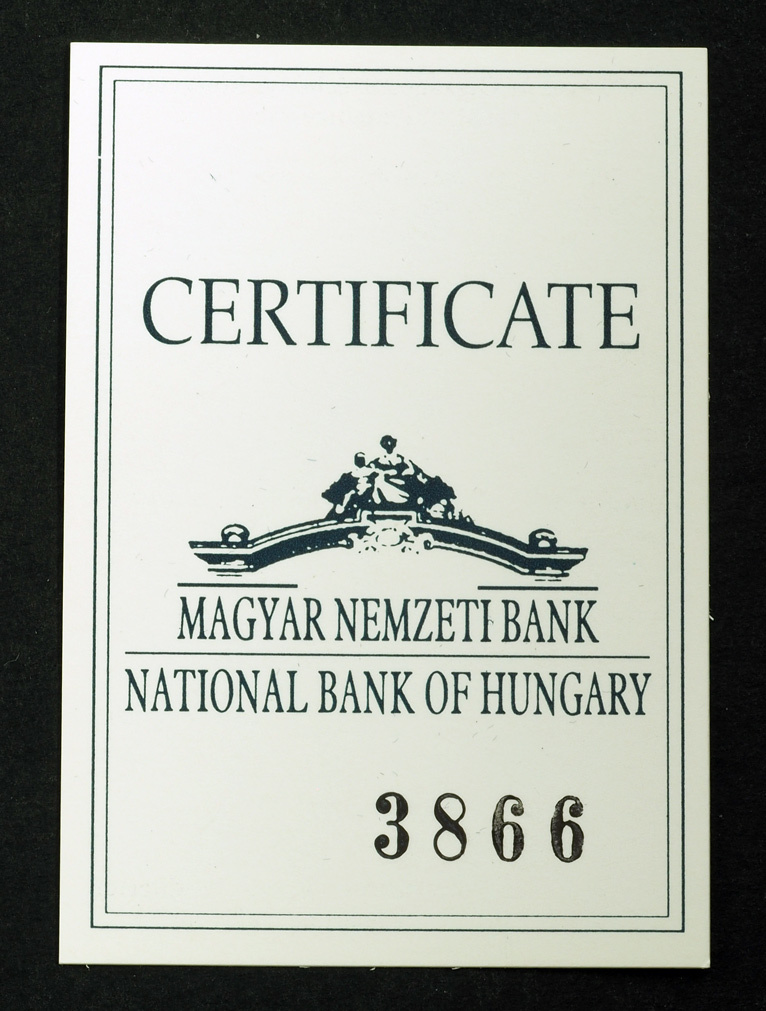 CERTIFICATE
MAGYAR NEMZETI BANK
NATIONAL BANK OF HUNGARY
3866